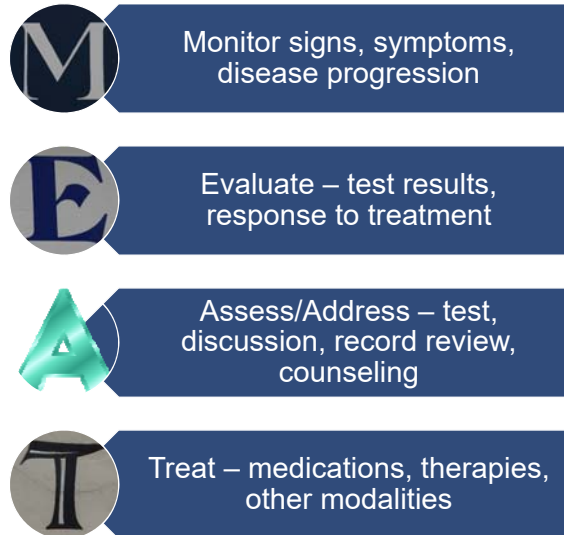 M
Monitor signs, symptoms,
disease progression
E
Evaluate – test results,
response to treatment
A
Assess/Address – test,
discussion, record review,
counseling
T
Treat – medications, therapies,
other modalities